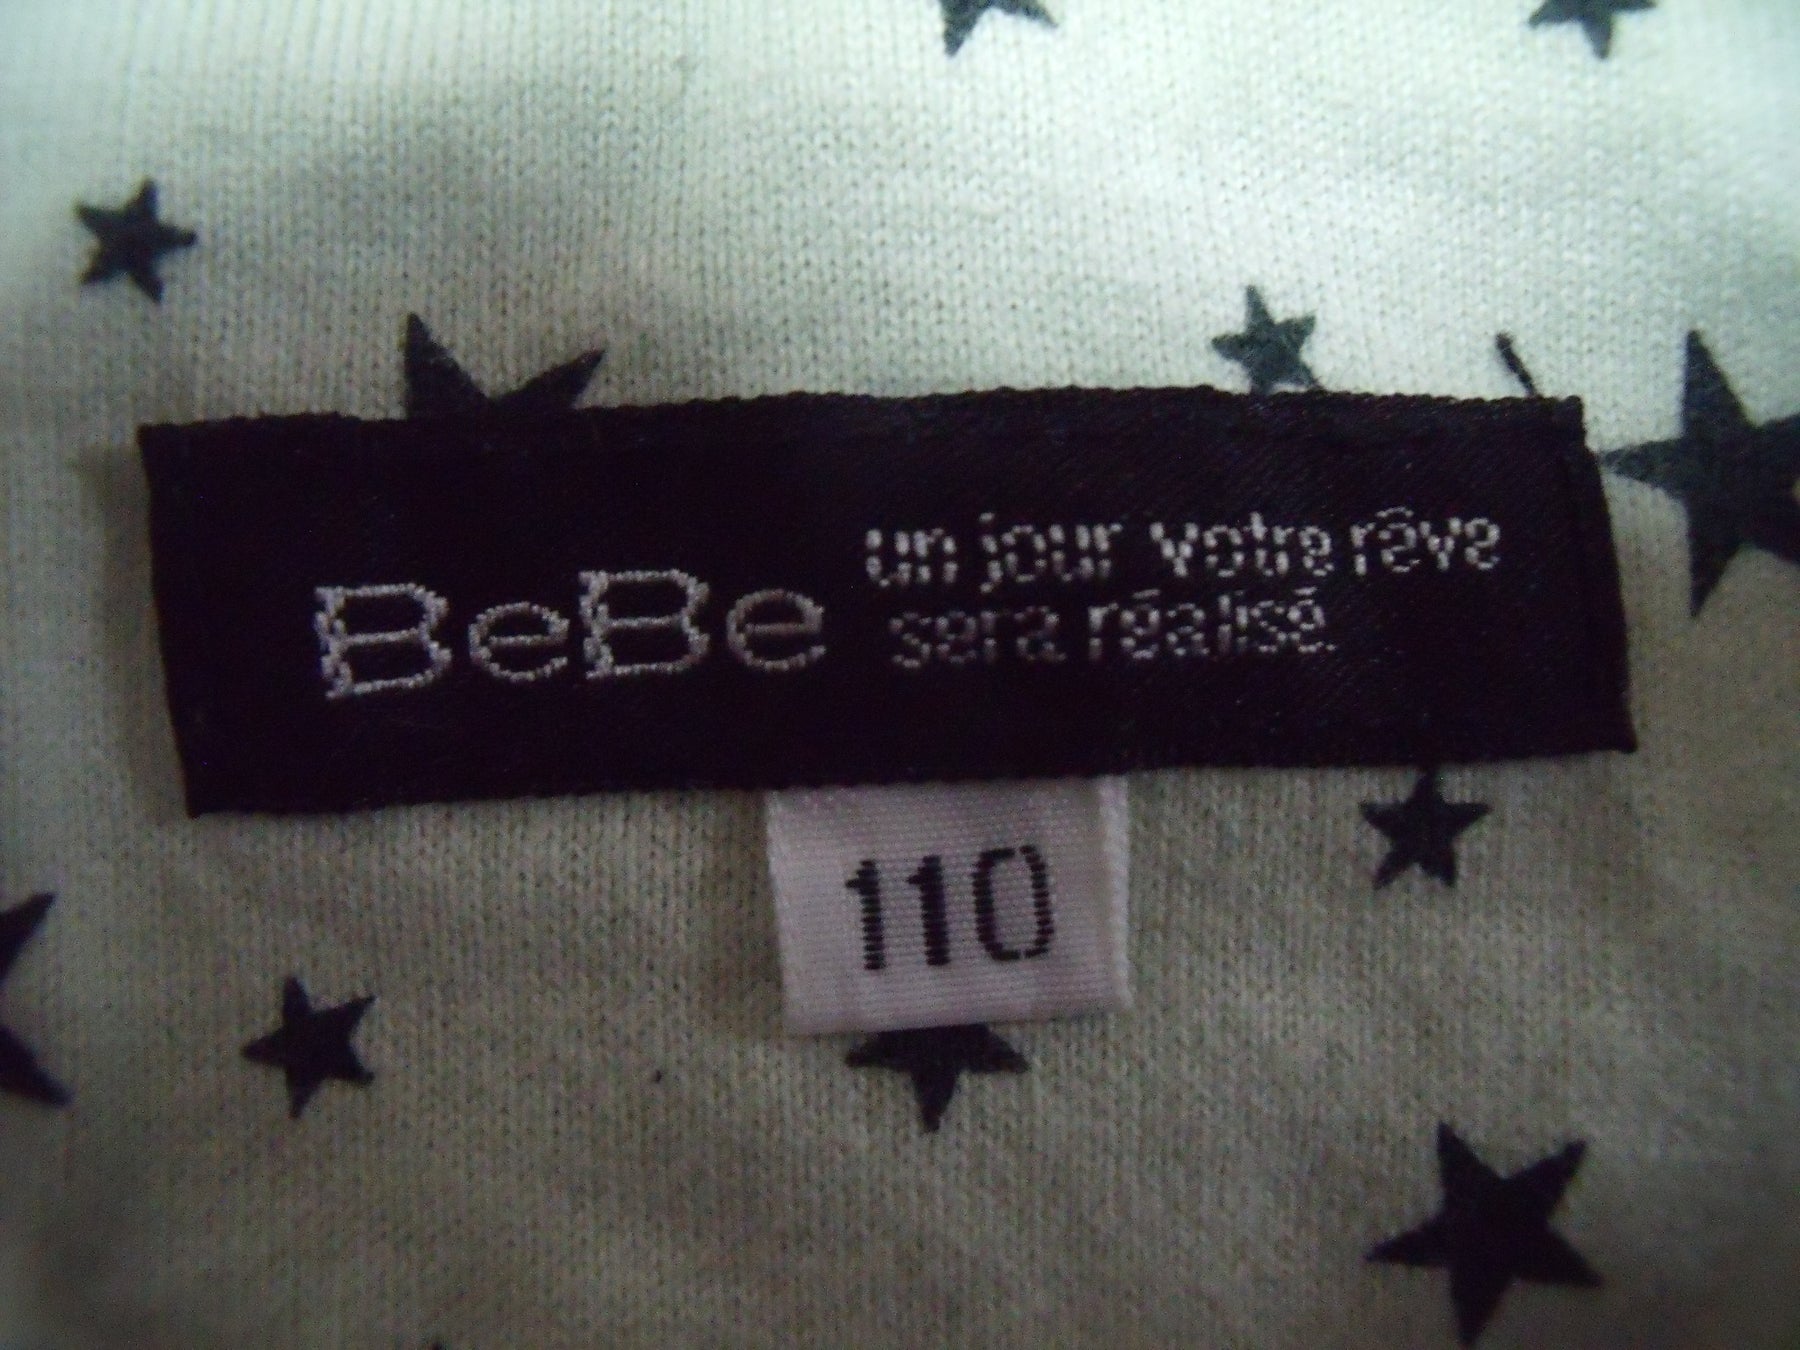 BeBe
un jour votre rêve
sera réalisé
110